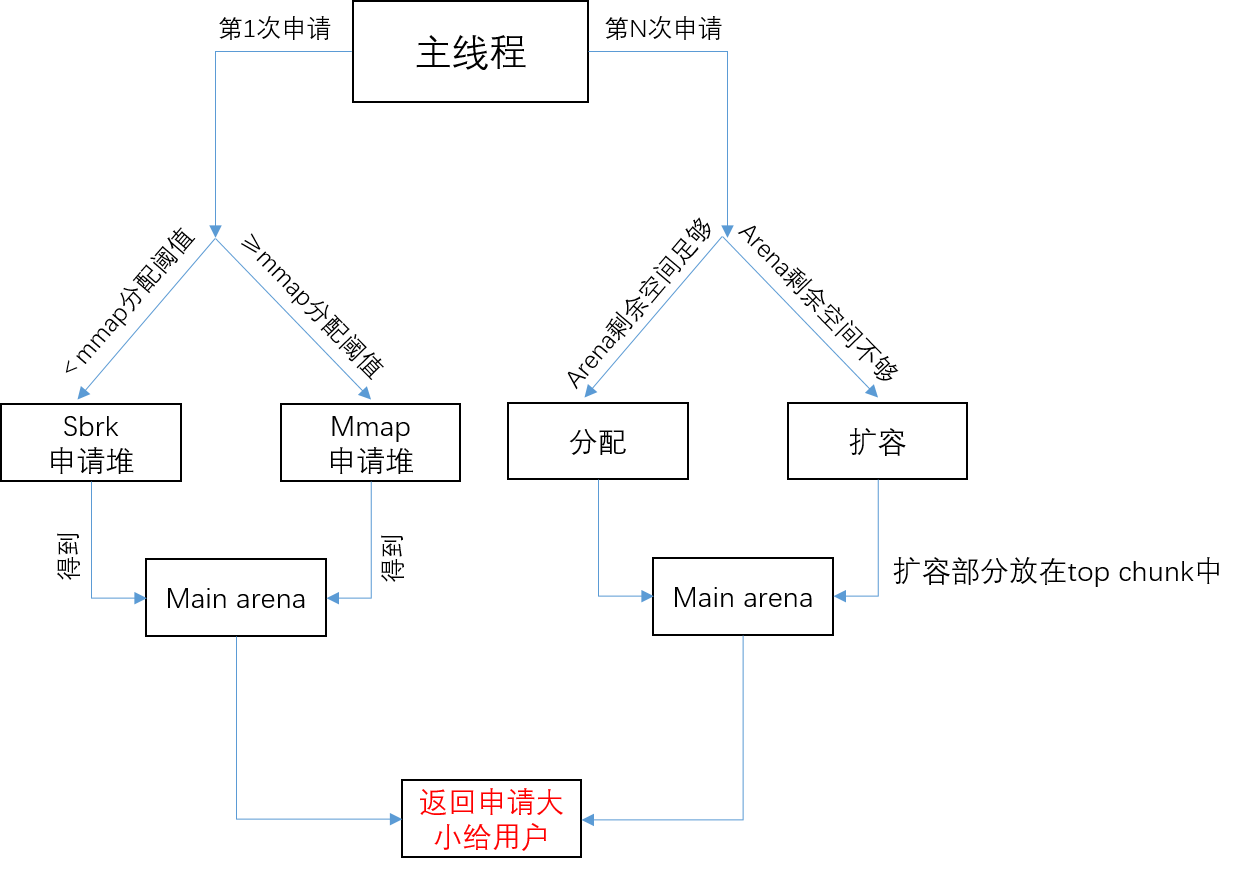 第1次申请
主线程
第N次申请
<mmap分配阈值
≥mmap分配阈值
Arena剩余空间足够
Arena剩余空间不够
Sbrk
申请堆
Mmap
申请堆
分配
扩容
得到
得到
扩容部分放在top chunk中
Main arena
Main arena
返回申请大
小给用户